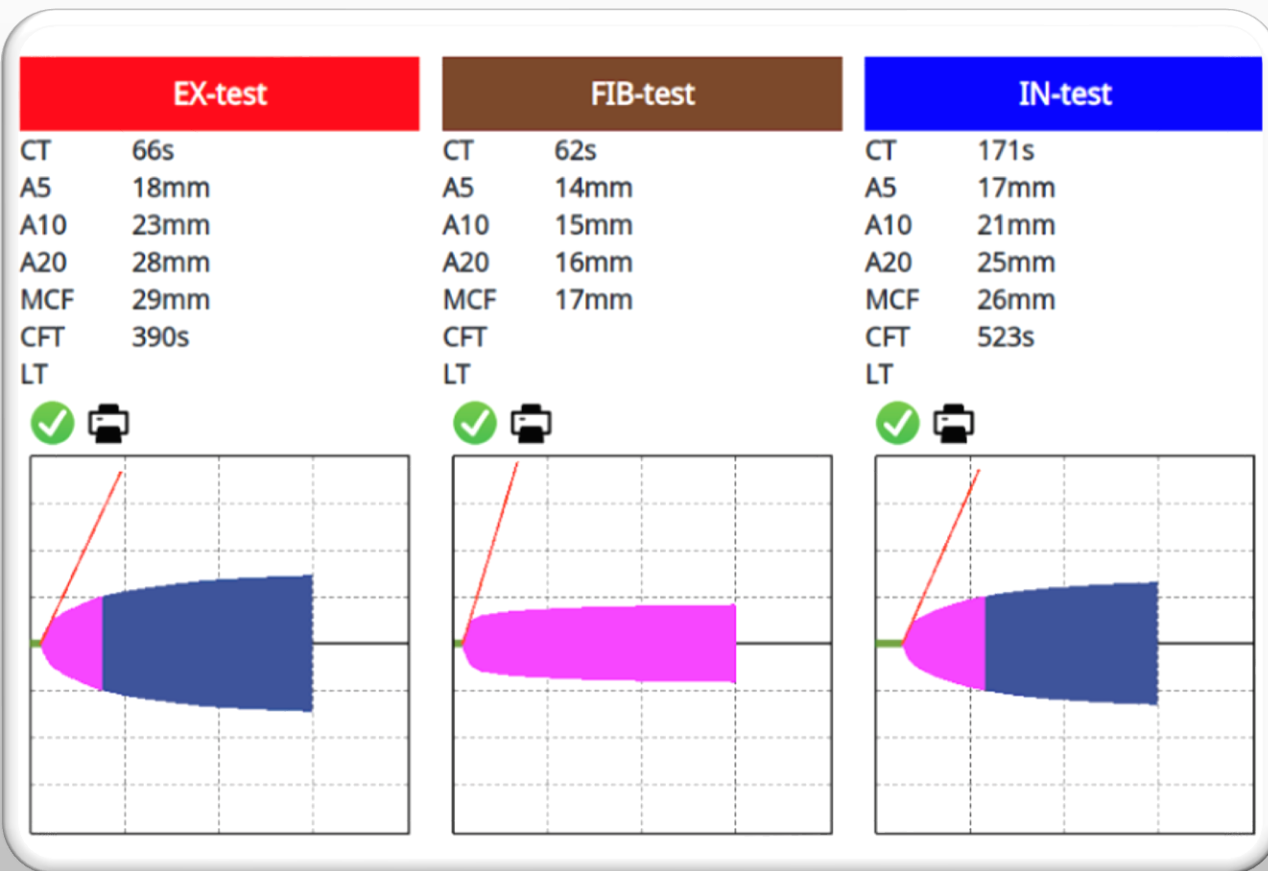 EX-test
CT 66s
A5 18mm
A10 23mm
A20 28mm
MCF 29mm
CFT 390s
LT
FIB-test
CT 62s
A5 14mm
A10 15mm
A20 16mm
MCF 17mm
CFT
LT
IN-test
CT 171s
A5 17mm
A10 21mm
A20 25mm
MCF 26mm
CFT 523s
LT